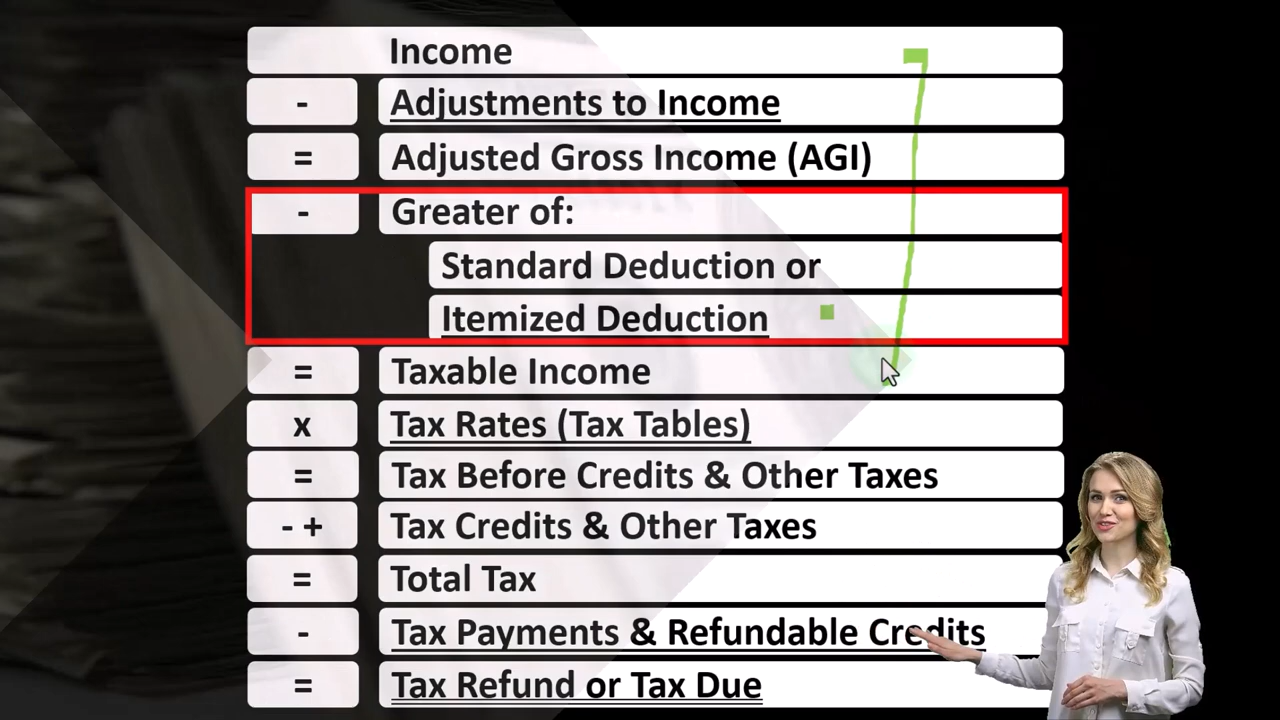 Income
- Adjustments to Income
= Adjusted Gross Income (AGI)
- Greater of:
Standard Deduction or
Itemized Deduction
= Taxable Income
x Tax Rates (Tax Tables)
= Tax Before Credits & Other Taxes
- + Tax Credits & Other Taxes
= Total Tax
- Tax Payments & Refundable Credits
= Tax Refund or Tax Due